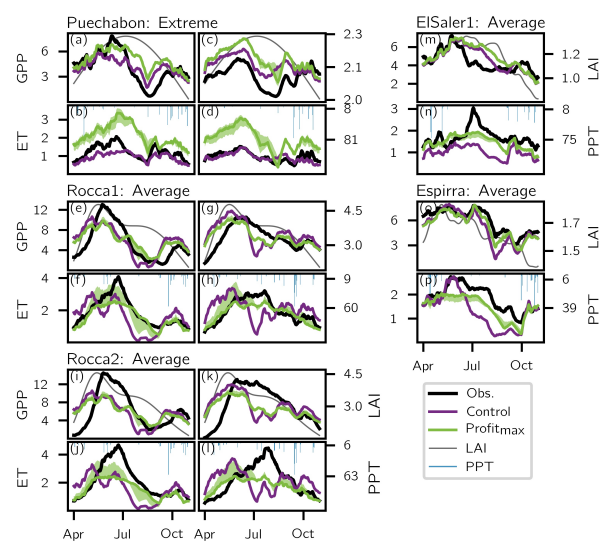 Puechabon: Extreme
(a)
(c)
GPP
6
3
2.3
2.1
2.0
(b)
(d)
ET
3
2
1
8
81
Rocca1: Average
(e)
(g)
GPP
12
8
4
4.5
3.0
(f)
(h)
ET
4
2
9
60
Rocca2: Average
(i)
(k)
GPP
12
8
4
4.5
3.0
LAI
(j)
(l)
ET
4
2
6
63
PPT
Apr Jul Oct Apr Jul Oct
ElSaler1: Average
(m)
6
4
2
1.2
1.0
LAI
(n)
3
2
1
8
75
PPT
Espirra: Average
(o)
6
3
1.7
1.5
LAI
(p)
2
1
6
39
PPT
Apr Jul Oct
Obs.
Control
Profitmax
LAI
PPT